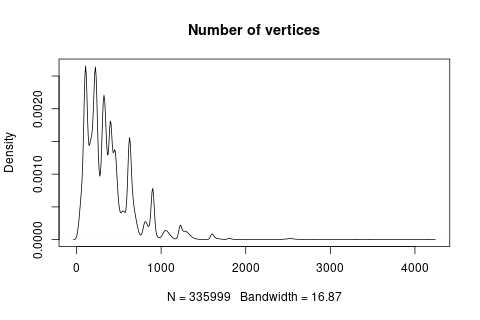 Number of vertices
Density
0.0020
0.0010
0.0000
0 1000 2000 3000 4000
N = 335999 Bandwidth = 16.87